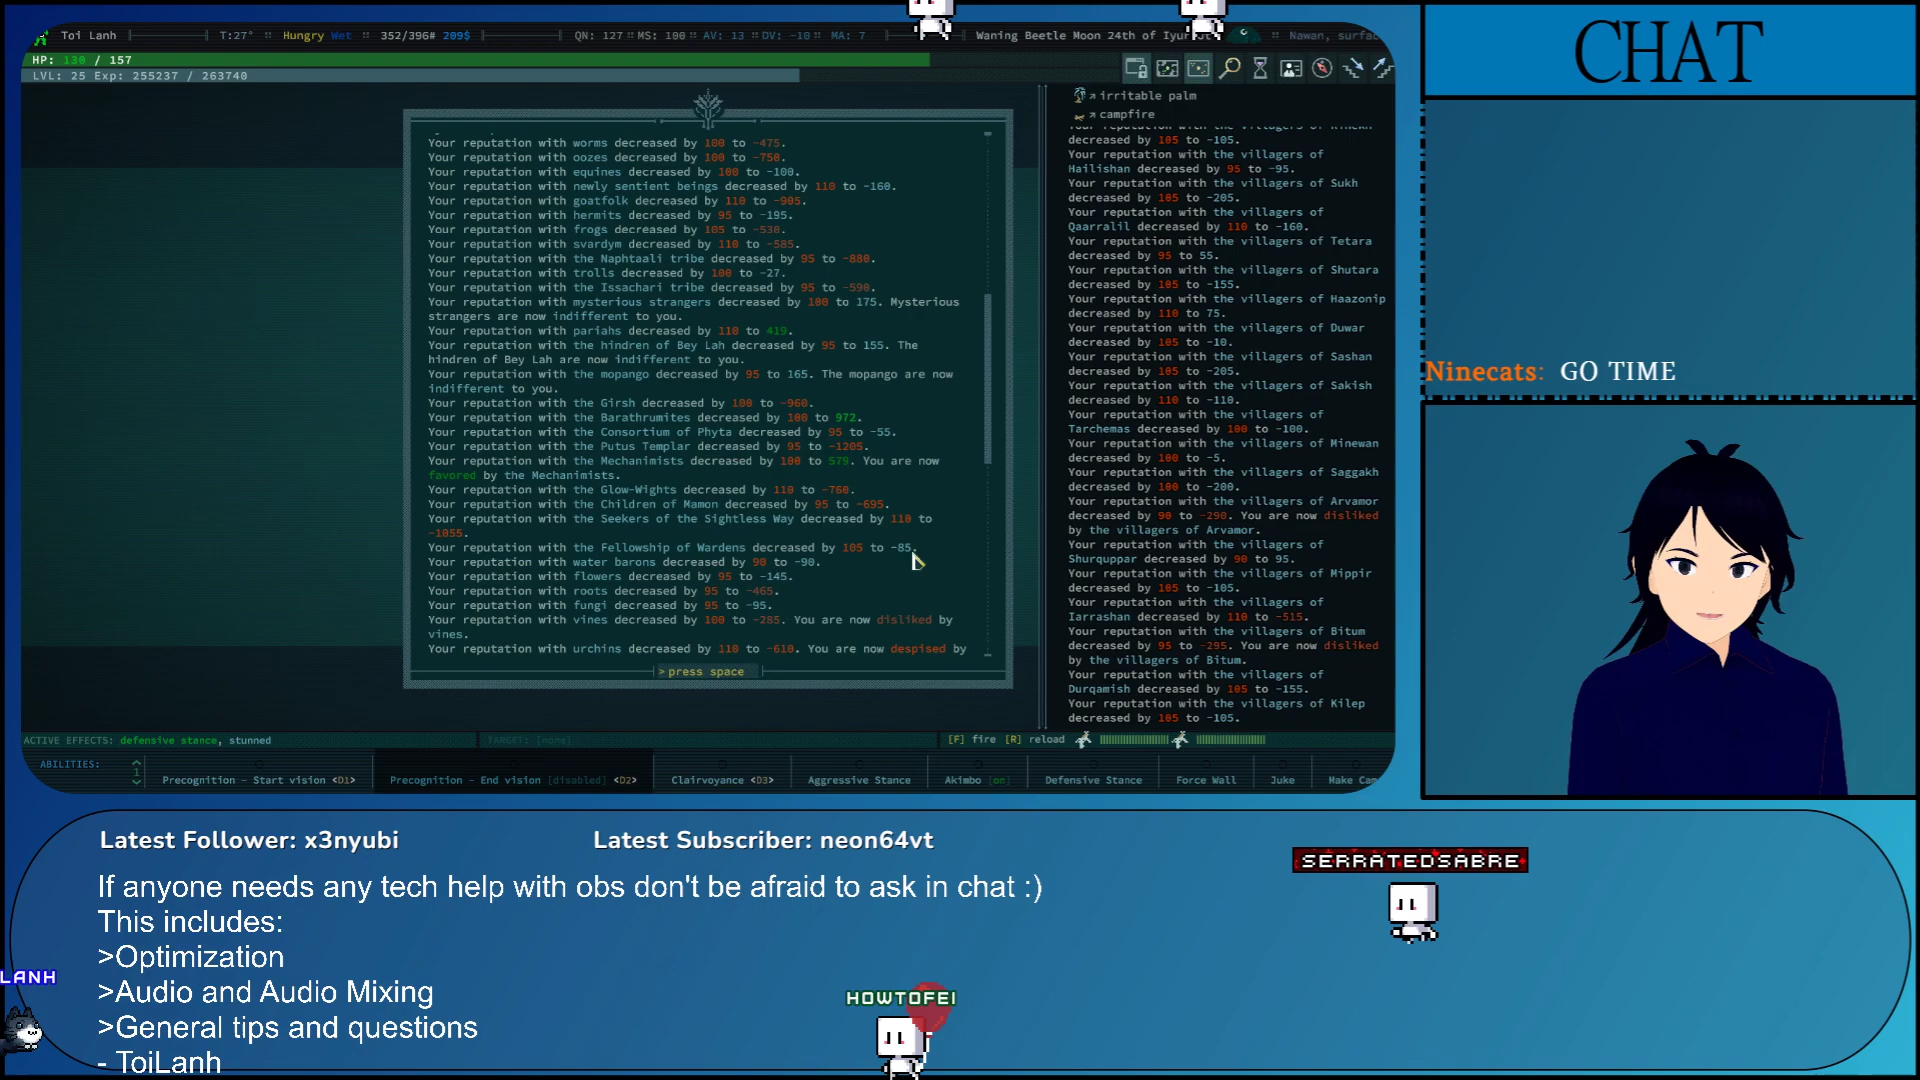 Toi Lanh
T:27° :: Hungry Wet :: 352/396# 209$
QN: 127 :: MS: 100 :: AV: 13 :: DV: -10 :: MA: 7
Waning Beetle Moon 24th of Iyur Ut
Nawan, surfac
HP: 130 / 157
LVL: 25 Exp: 255237 / 263740
Your reputation with worms decreased by 100 to -475.
Your reputation with oozes decreased by 100 to -750.
Your reputation with equines decreased by 100 to -100.
Your reputation with newly sentient beings decreased by 110 to -160.
Your reputation with goatfolk decreased by 110 to -905.
Your reputation with hermits decreased by 95 to -195.
Your reputation with frogs decreased by 105 to -530.
Your reputation with svardym decreased by 110 to -585.
Your reputation with the Naphtaali tribe decreased by 95 to -880.
Your reputation with trolls decreased by 100 to -27.
Your reputation with the Issachari tribe decreased by 95 to -590.
Your reputation with mysterious strangers decreased by 100 to 175. Mysterious
strangers are now indifferent to you.
Your reputation with pariahs decreased by 110 to 419.
Your reputation with the hindren of Bey Lah decreased by 95 to 155. The
hindren of Bey Lah are now indifferent to you.
Your reputation with the mopango decreased by 95 to 165. The mopango are now
indifferent to you.
Your reputation with the Girsh decreased by 100 to -960.
Your reputation with the Barathrumites decreased by 100 to 972.
Your reputation with the Consortium of Phyta decreased by 95 to -55.
Your reputation with the Putus Templar decreased by 95 to -1205.
Your reputation with the Mechanimists decreased by 100 to 579. You are now
favored by the Mechanimists.
Your reputation with the Glow-Wights decreased by 110 to -760.
Your reputation with the Children of Mamon decreased by 95 to -695.
Your reputation with the Seekers of the Sightless Way decreased by 110 to
-1055.
Your reputation with the Fellowship of Wardens decreased by 105 to -85.
Your reputation with water barons decreased by 90 to -90.
Your reputation with flowers decreased by 95 to -145.
Your reputation with roots decreased by 95 to -465.
Your reputation with fungi decreased by 95 to -95.
Your reputation with vines decreased by 100 to -285. You are now disliked by
vines.
Your reputation with urchins decreased by 110 to -610. You are now despised by
>press space
irritable palm
campfire
decreased by 105 to -105.
Your reputation with the villagers of
Hailishan decreased by 95 to -95.
Your reputation with the villagers of Sukh
decreased by 105 to -205.
Your reputation with the villagers of
Qaarralil decreased by 110 to -160.
Your reputation with the villagers of Tetara
decreased by 95 to 55.
Your reputation with the villagers of Shutara
decreased by 105 to -155.
Your reputation with the villagers of Haazonip
decreased by 110 to 75.
Your reputation with the villagers of Duwar
decreased by 105 to -10.
Your reputation with the villagers of Sashan
decreased by 105 to -205.
Your reputation with the villagers of Sakish
decreased by 110 to -110.
Your reputation with the villagers of
Tarchemas decreased by 100 to -100.
Your reputation with the villagers of Minewan
decreased by 100 to -5.
Your reputation with the villagers of Saggakh
decreased by 100 to -200.
Your reputation with the villagers of Arvamor
decreased by 90 to -290. You are now disliked
by the villagers of Arvamor.
Your reputation with the villagers of
Shurquppar decreased by 90 to 95.
Your reputation with the villagers of Mippir
decreased by 105 to -105.
Your reputation with the villagers of
Iarrashan decreased by 110 to -515.
Your reputation with the villagers of Bitum
decreased by 95 to -295. You are now disliked
by the villagers of Bitum.
Your reputation with the villagers of
Durqamish decreased by 105 to -155.
Your reputation with the villagers of Kilep
decreased by 105 to -105.
ACTIVE EFFECTS: defensive stance, stunned
TARGET: [none]
[F] fire [R] reload
ABILITIES:
1
Precognition - Start vision <D1>
Precognition - End vision [disabled] <D2>
Clairvoyance <D3>
Aggressive Stance
Akimbo [on]
Defensive Stance
Force Wall
Juke
Make Cam
CHAT
Ninecats: GO TIME
Latest Follower: x3nyubi
Latest Subscriber: neon64vt
If anyone needs any tech help with obs don't be afraid to ask in chat :)
This includes:
>Optimization
>Audio and Audio Mixing
>General tips and questions
- ToiLanh
LANH
SERRATEDSABRE
HOWTOFEI